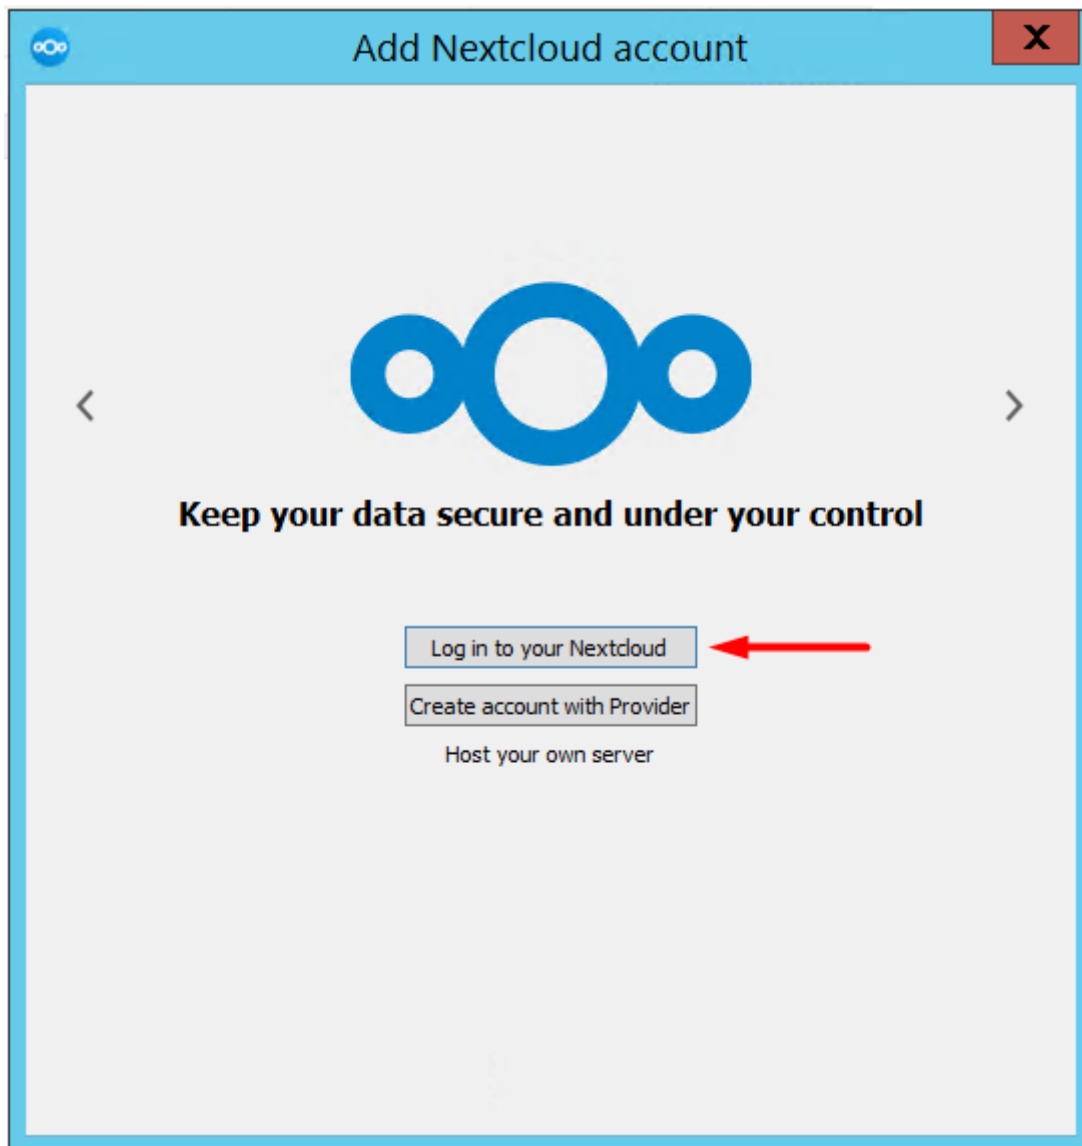 Add Nextcloud account
X
Keep your data secure and under your control
Log in to your Nextcloud
Create account with Provider
Host your own server